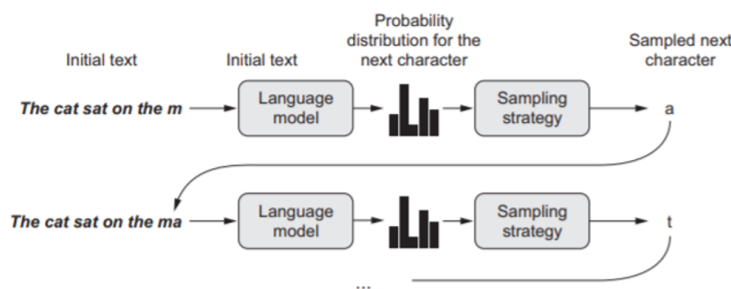 Initial text
Initial text
Probability
distribution for the
next character
Sampled next
character
The cat sat on the m
Language
model
Sampling
strategy
a
The cat sat on the ma
Language
model
Sampling
strategy
t
...